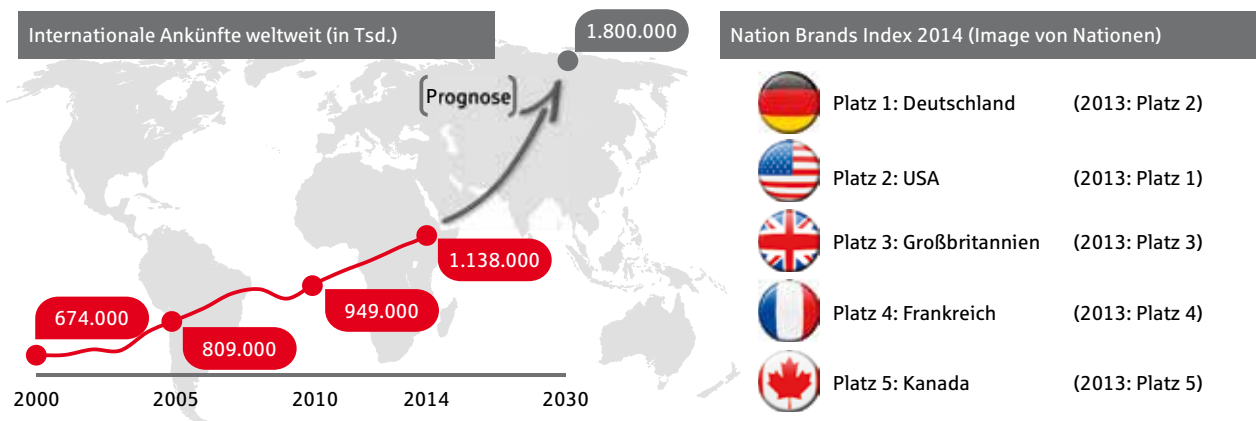 Internationale Ankünfte weltweit (in Tsd.)
1.800.000
[Prognose]
1.138.000
949.000
674.000
809.000
2000 2005 2010 2014 2030
Nation Brands Index 2014 (Image von Nationen)
Platz 1: Deutschland (2013: Platz 2)
Platz 2: USA (2013: Platz 1)
Platz 3: Großbritannien (2013: Platz 3)
Platz 4: Frankreich (2013: Platz 4)
Platz 5: Kanada (2013: Platz 5)